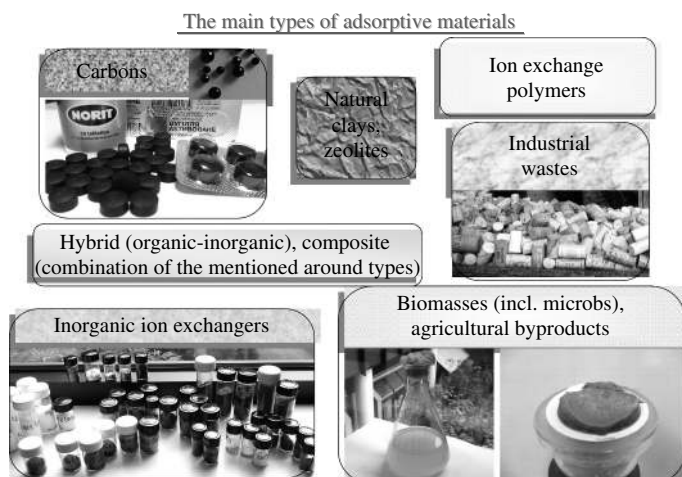 The main types of adsorptive materials
Carbons
NORIT
Natural
clays,
zeolites
Ion exchange
polymers
Industrial
wastes
Hybrid (organic-inorganic), composite
(combination of the mentioned around types)
Inorganic ion exchangers
Biomasses (incl. microbs),
agricultural byproducts